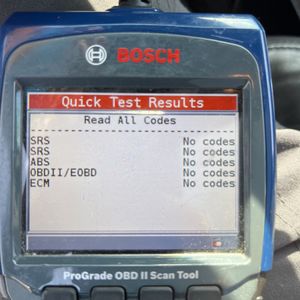 BOSCH
Quick Test Results
Read All Codes
SRS No codes
SRS No codes
ABS No codes
OBDII/EOBD No codes
ECM No codes
ProGrade OBD II Scan Tool